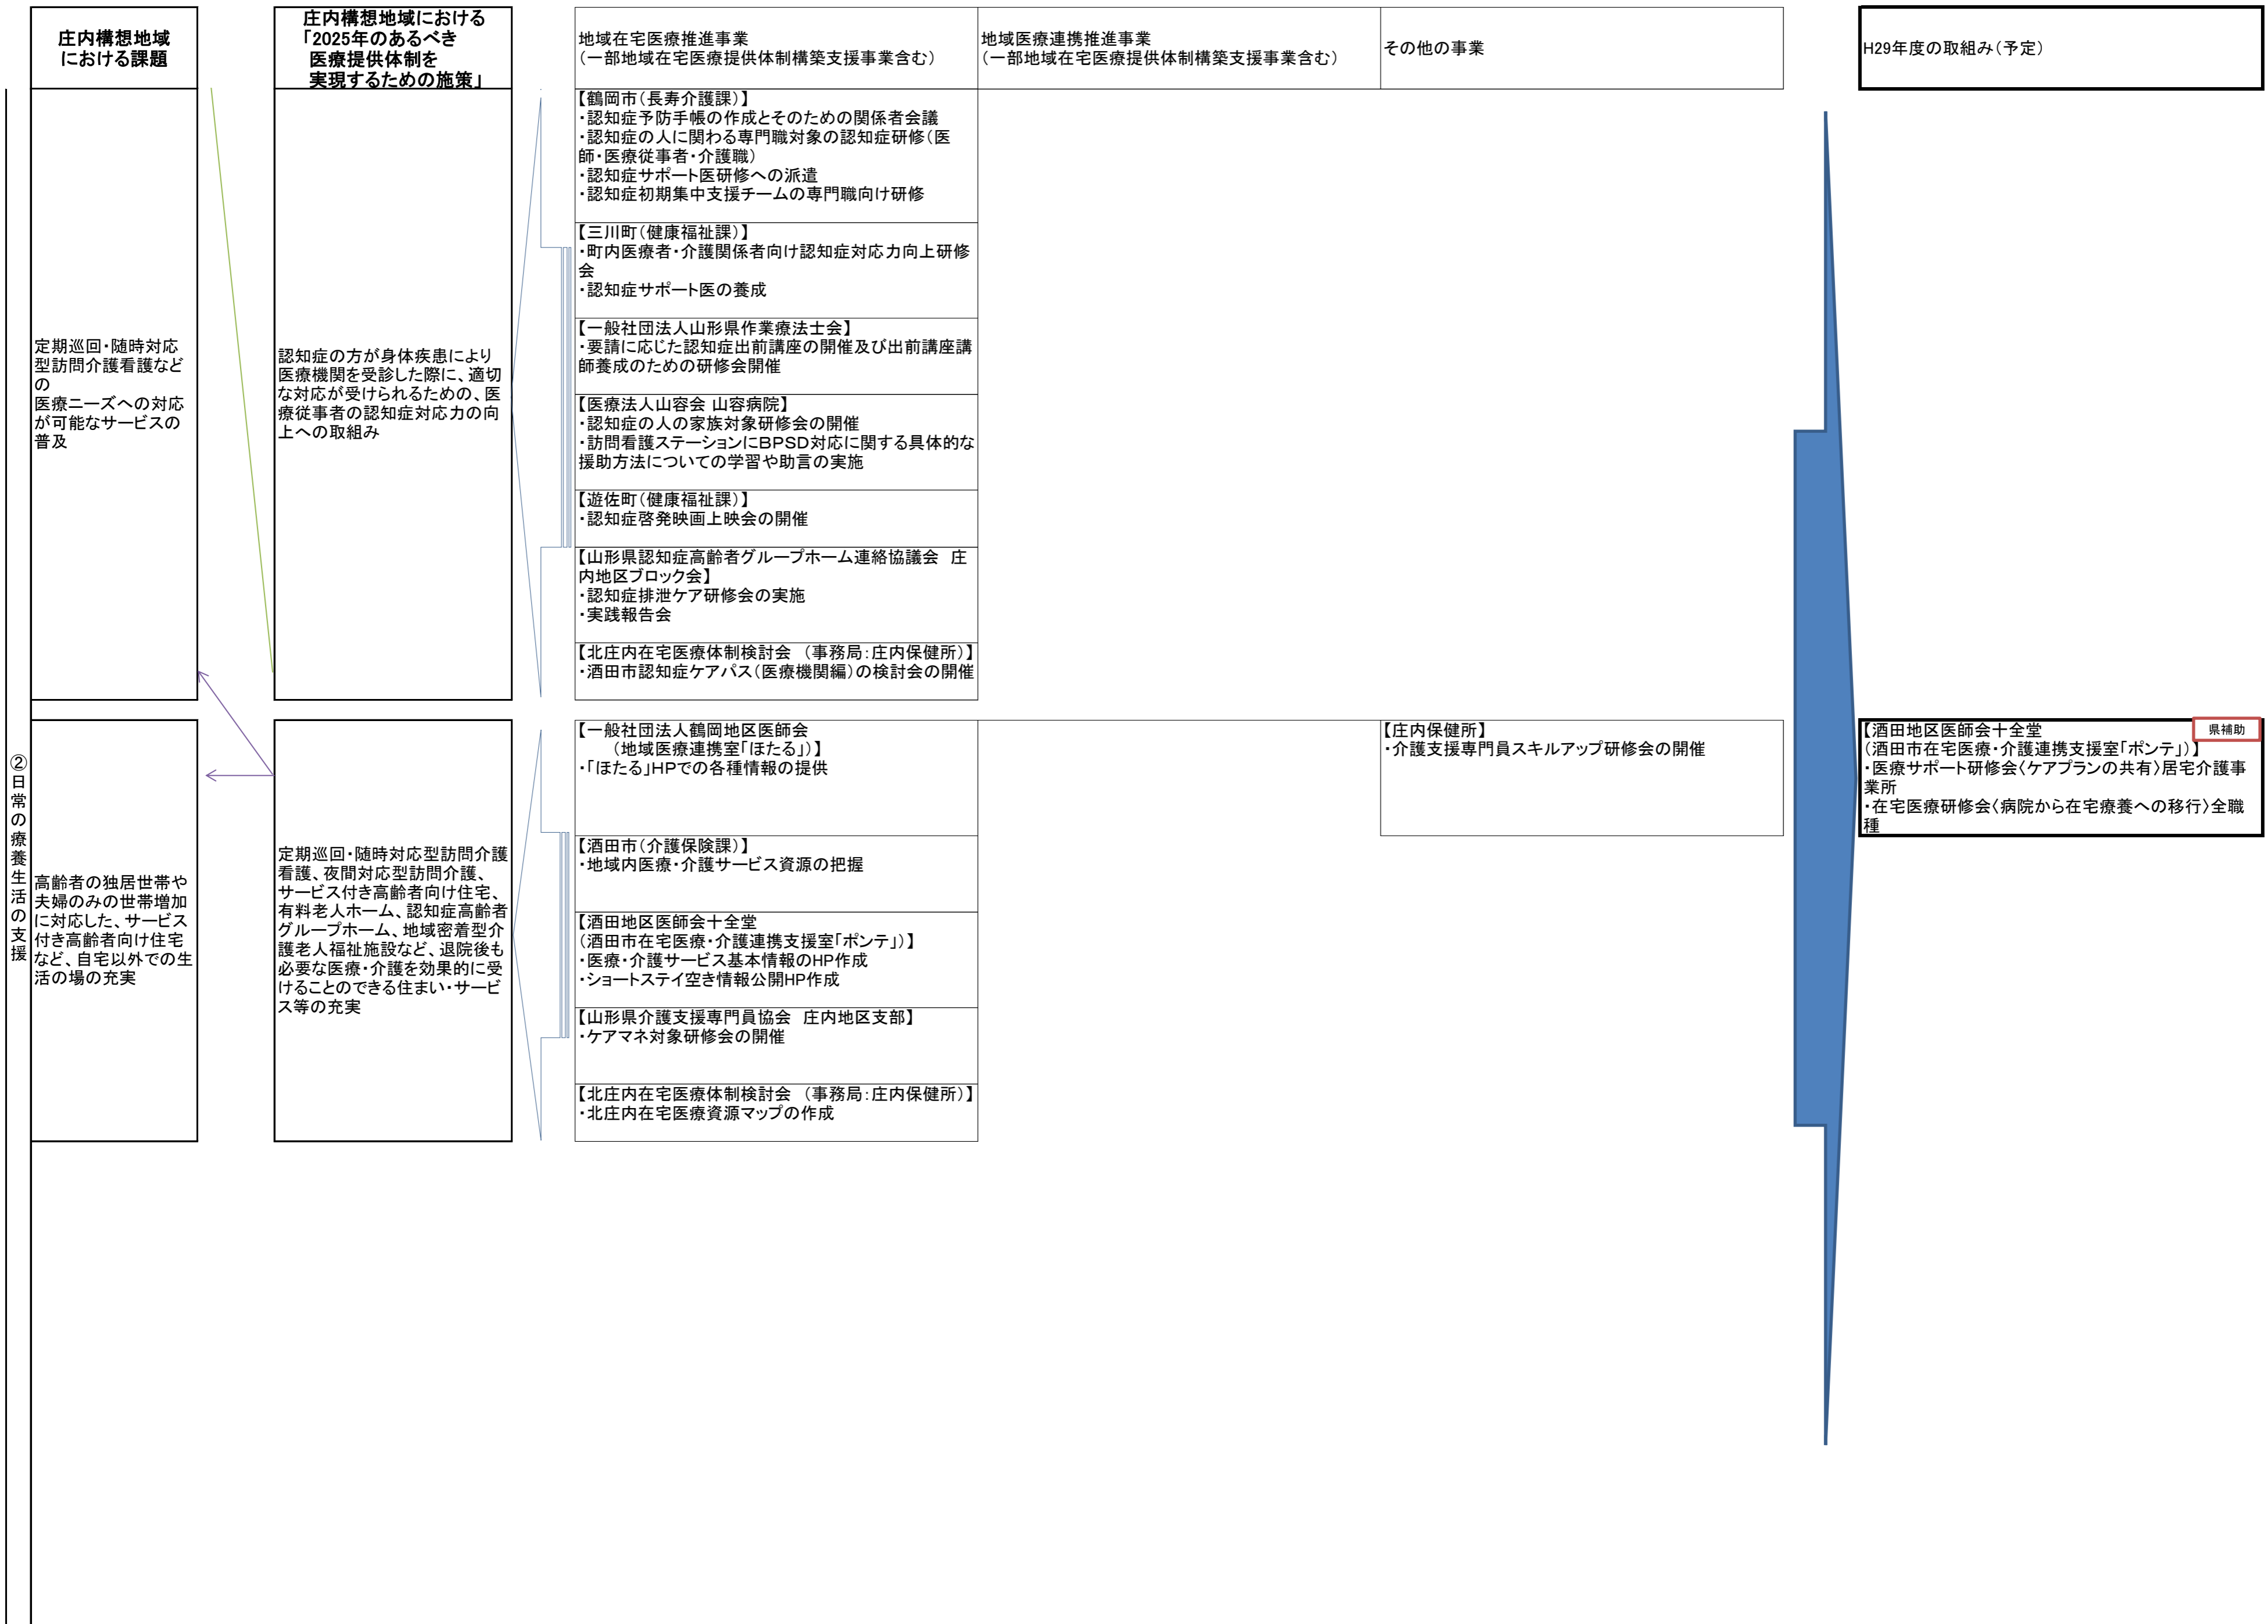 庄内構想地域
における課題
庄内構想地域における
「2025年のあるべき
医療提供体制を
実現するための施策」
地域在宅医療推進事業
（一部地域在宅医療提供体制構築支援事業含む）
地域医療連携推進事業
（一部地域在宅医療提供体制構築支援事業含む）
その他の事業
H29年度の取組み（予定）
②日常の療養生活の支援
定期巡回・随時対応
型訪問介護看護など
の
医療ニーズへの対応
が可能なサービスの
普及
認知症の方が身体疾患により
医療機関を受診した際に、適切
な対応が受けられるための、医
療従事者の認知症対応力の向
上への取組み
【鶴岡市（長寿介護課）】
・認知症予防手帳の作成とそのための関係者会議
・認知症の人に関わる専門職対象の認知症研修（医
師・医療従事者・介護職）
・認知症サポート医研修への派遣
・認知症初期集中支援チームの専門職向け研修
【三川町（健康福祉課）】
・町内医療者・介護関係者向け認知症対応力向上研修
会
・認知症サポート医の養成
【一般社団法人山形県作業療法士会】
・要請に応じた認知症出前講座の開催及び出前講座講
師養成のための研修会開催
【医療法人山容会 山容病院】
・認知症の人の家族対象研修会の開催
・訪問看護ステーションにBPSD対応に関する具体的な
援助方法についての学習や助言の実施
【遊佐町（健康福祉課）】
・認知症啓発映画上映会の開催
【山形県認知症高齢者グループホーム連絡協議会　庄
内地区ブロック会】
・認知症排泄ケア研修会の実施
・実践報告会
【北庄内在宅医療体制検討会　（事務局：庄内保健所）】
・酒田市認知症ケアパス（医療機関編）の検討会の開催
高齢者の独居世帯や
夫婦のみの世帯増加
に対応した、サービス
付き高齢者向け住宅
など、自宅以外での生
活の場の充実
定期巡回・随時対応型訪問介護
看護、夜間対応型訪問介護、
サービス付き高齢者向け住宅、
有料老人ホーム、認知症高齢者
グループホーム、地域密着型介
護老人福祉施設など、退院後も
必要な医療・介護を効果的に受
けることのできる住まい・サービ
ス等の充実
【一般社団法人鶴岡地区医師会
（地域医療連携室「ほたる」）】
・「ほたる」HPでの各種情報の提供
【酒田市（介護保険課）】
・地域内医療・介護サービス資源の把握
【酒田地区医師会十全堂
（酒田市在宅医療・介護連携支援室「ポンテ」）】
・医療・介護サービス基本情報のHP作成
・ショートステイ空き情報公開HP作成
【山形県介護支援専門員協会　庄内地区支部】
・ケアマネ対象研修会の開催
【北庄内在宅医療体制検討会　（事務局：庄内保健所）】
・北庄内在宅医療資源マップの作成
【庄内保健所】
・介護支援専門員スキルアップ研修会の開催
【酒田地区医師会十全堂
県補助
（酒田市在宅医療・介護連携支援室「ポンテ」）】
・医療サポート研修会〈ケアプランの共有〉居宅介護事
業所
・在宅医療研修会〈病院から在宅療養への移行〉全職
種